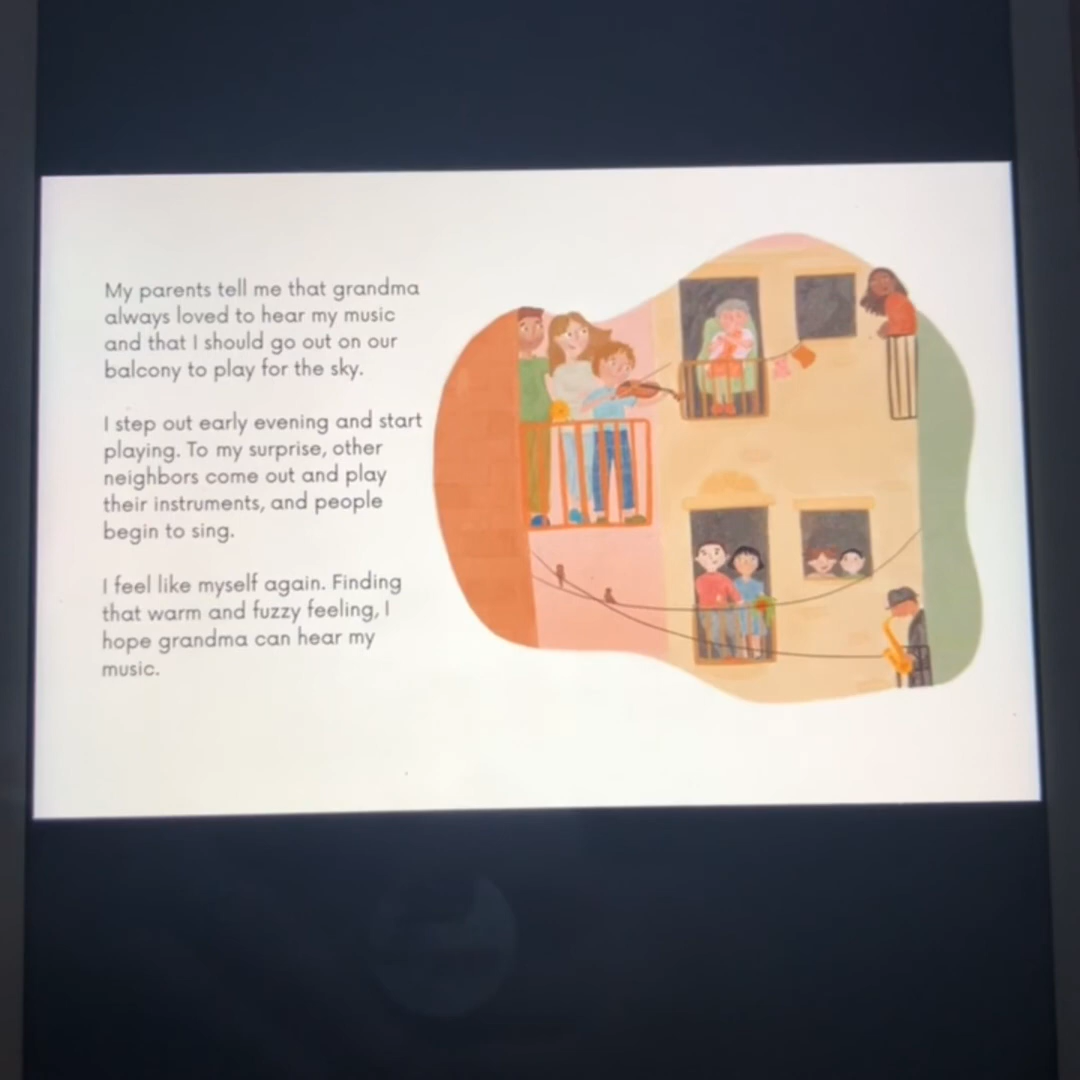 My parents tell me that grandma
always loved to hear my music
and that I should go out on our
balcony to play for the sky.
I step out early evening and start
playing. To my surprise, other
neighbors come out and play
their instruments, and people
begin to sing.
I feel like myself again. Finding
that warm and fuzzy feeling, I
hope grandma can hear my
music.